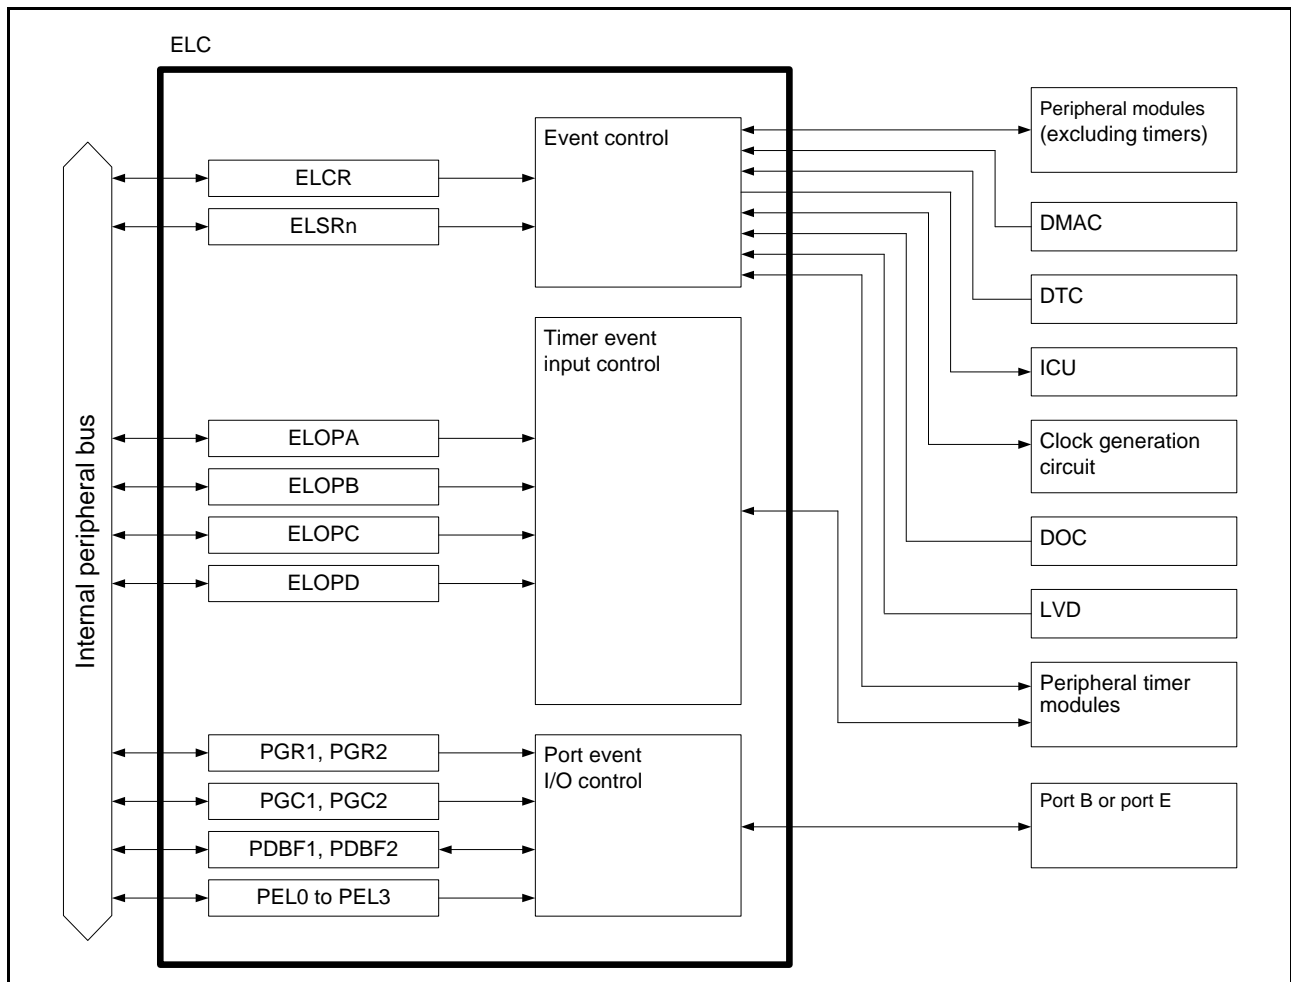 ELC
Internal peripheral bus
ELCR
ELSRn
ELOPA
ELOPB
ELOPC
ELOPD
PGR1, PGR2
PGC1, PGC2
PDBF1, PDBF2
PEL0 to PEL3
Event control
Timer event
input control
Port event
I/O control
Peripheral modules
(excluding timers)
DMAC
DTC
ICU
Clock generation
circuit
DOC
LVD
Peripheral timer
modules
Port B or port E